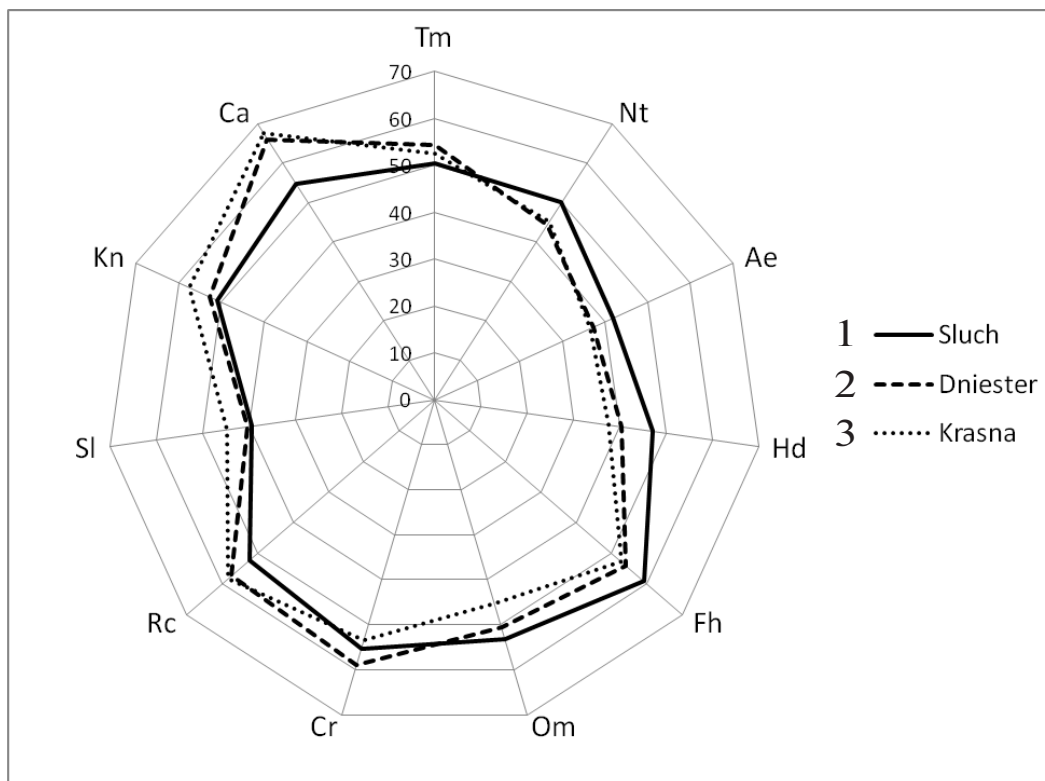 Tm
Nt
Ae
Hd
Fh
Om
Cr
Rc
Sl
Kn
Ca
70
60
50
40
30
20
10
0
1 Sluch
2 Dniester
3 Krasna